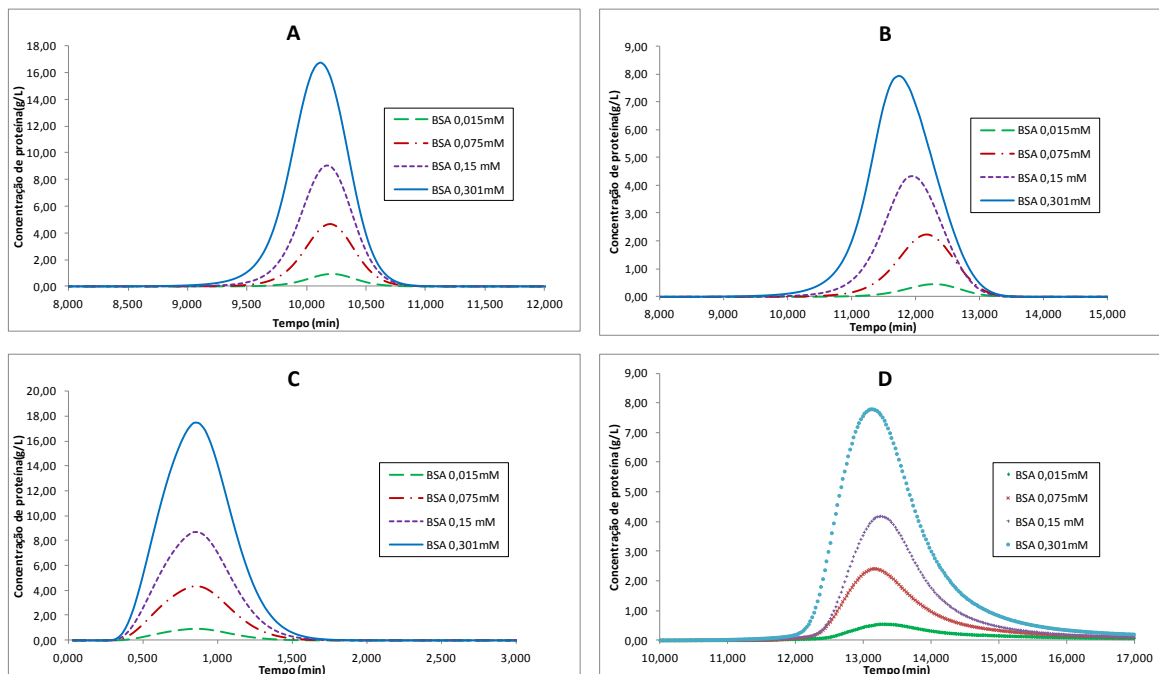 A
Concentração de proteína(g/L)
18,00
16,00
14,00
12,00
10,00
8,00
6,00
4,00
2,00
0,00
8,000 8,500 9,000 9,500 10,000 10,500 11,000 11,500 12,000
Tempo (min)
BSA 0,015mM
BSA 0,075mM
BSA 0,15 mM
BSA 0,301mM
B
Concentração de proteína (g/L)
9,00
8,00
7,00
6,00
5,00
4,00
3,00
2,00
1,00
0,00
8,000 9,000 10,000 11,000 12,000 13,000 14,000 15,000
Tempo (min)
BSA 0,015mM
BSA 0,075mM
BSA 0,15 mM
BSA 0,301mM
C
Concentração de proteína (g/L)
20,00
18,00
16,00
14,00
12,00
10,00
8,00
6,00
4,00
2,00
0,00
0,000 0,500 1,000 1,500 2,000 2,500 3,000
Tempo (min)
BSA 0,015mM
BSA 0,075mM
BSA 0,15 mM
BSA 0,301mM
D
Concentração de proteína (g/L)
9,00
8,00
7,00
6,00
5,00
4,00
3,00
2,00
1,00
0,00
10,000 11,000 12,000 13,000 14,000 15,000 16,000 17,000
Tempo (min)
BSA 0,015mM
BSA 0,075mM
BSA 0,15 mM
BSA 0,301mM